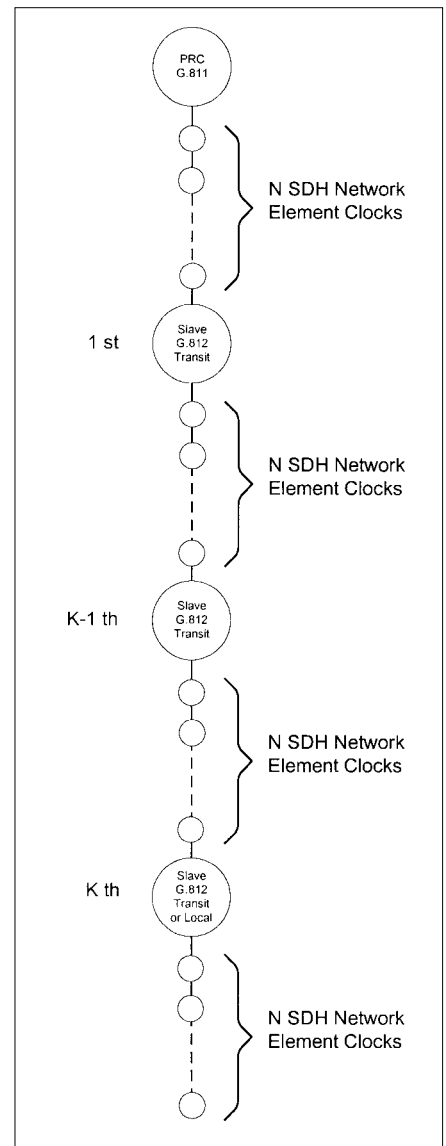 PRC
G.811
N SDH Network
Element Clocks
1 st
Slave
G.812
Transit
N SDH Network
Element Clocks
K-1 th
Slave
G.812
Transit
N SDH Network
Element Clocks
K th
Slave
G.812
Transit
or Local
N SDH Network
Element Clocks